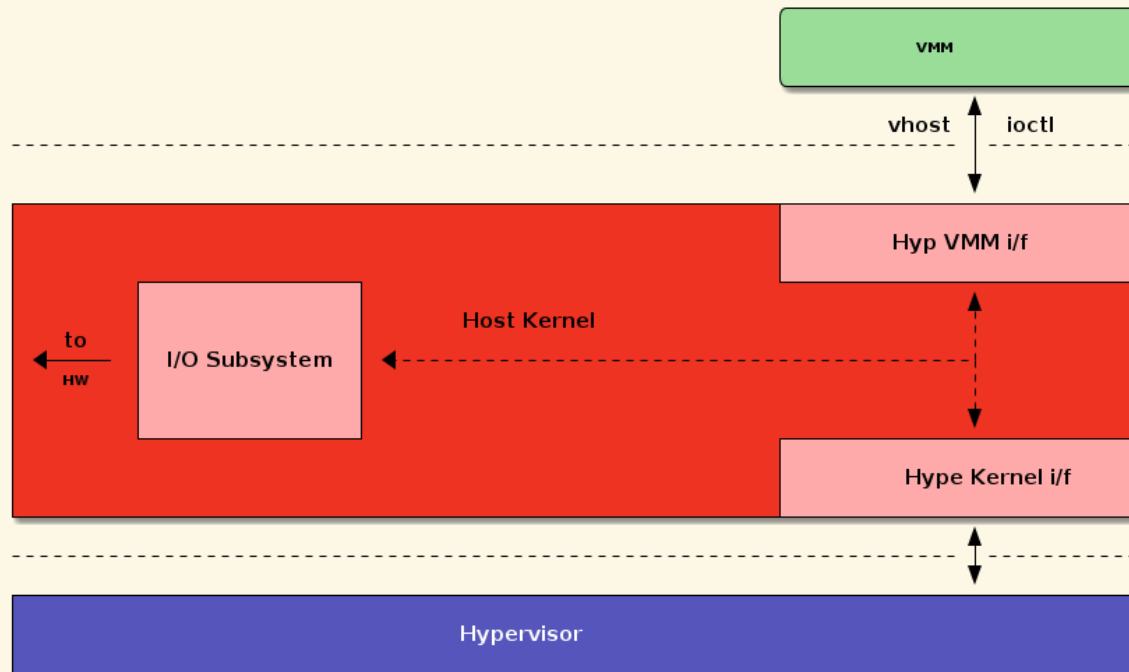 VMM
vhost ioctl
Hyp VMM i/f
Host Kernel
to
I/O Subsystem
HW
Hype Kernel i/f
Hypervisor